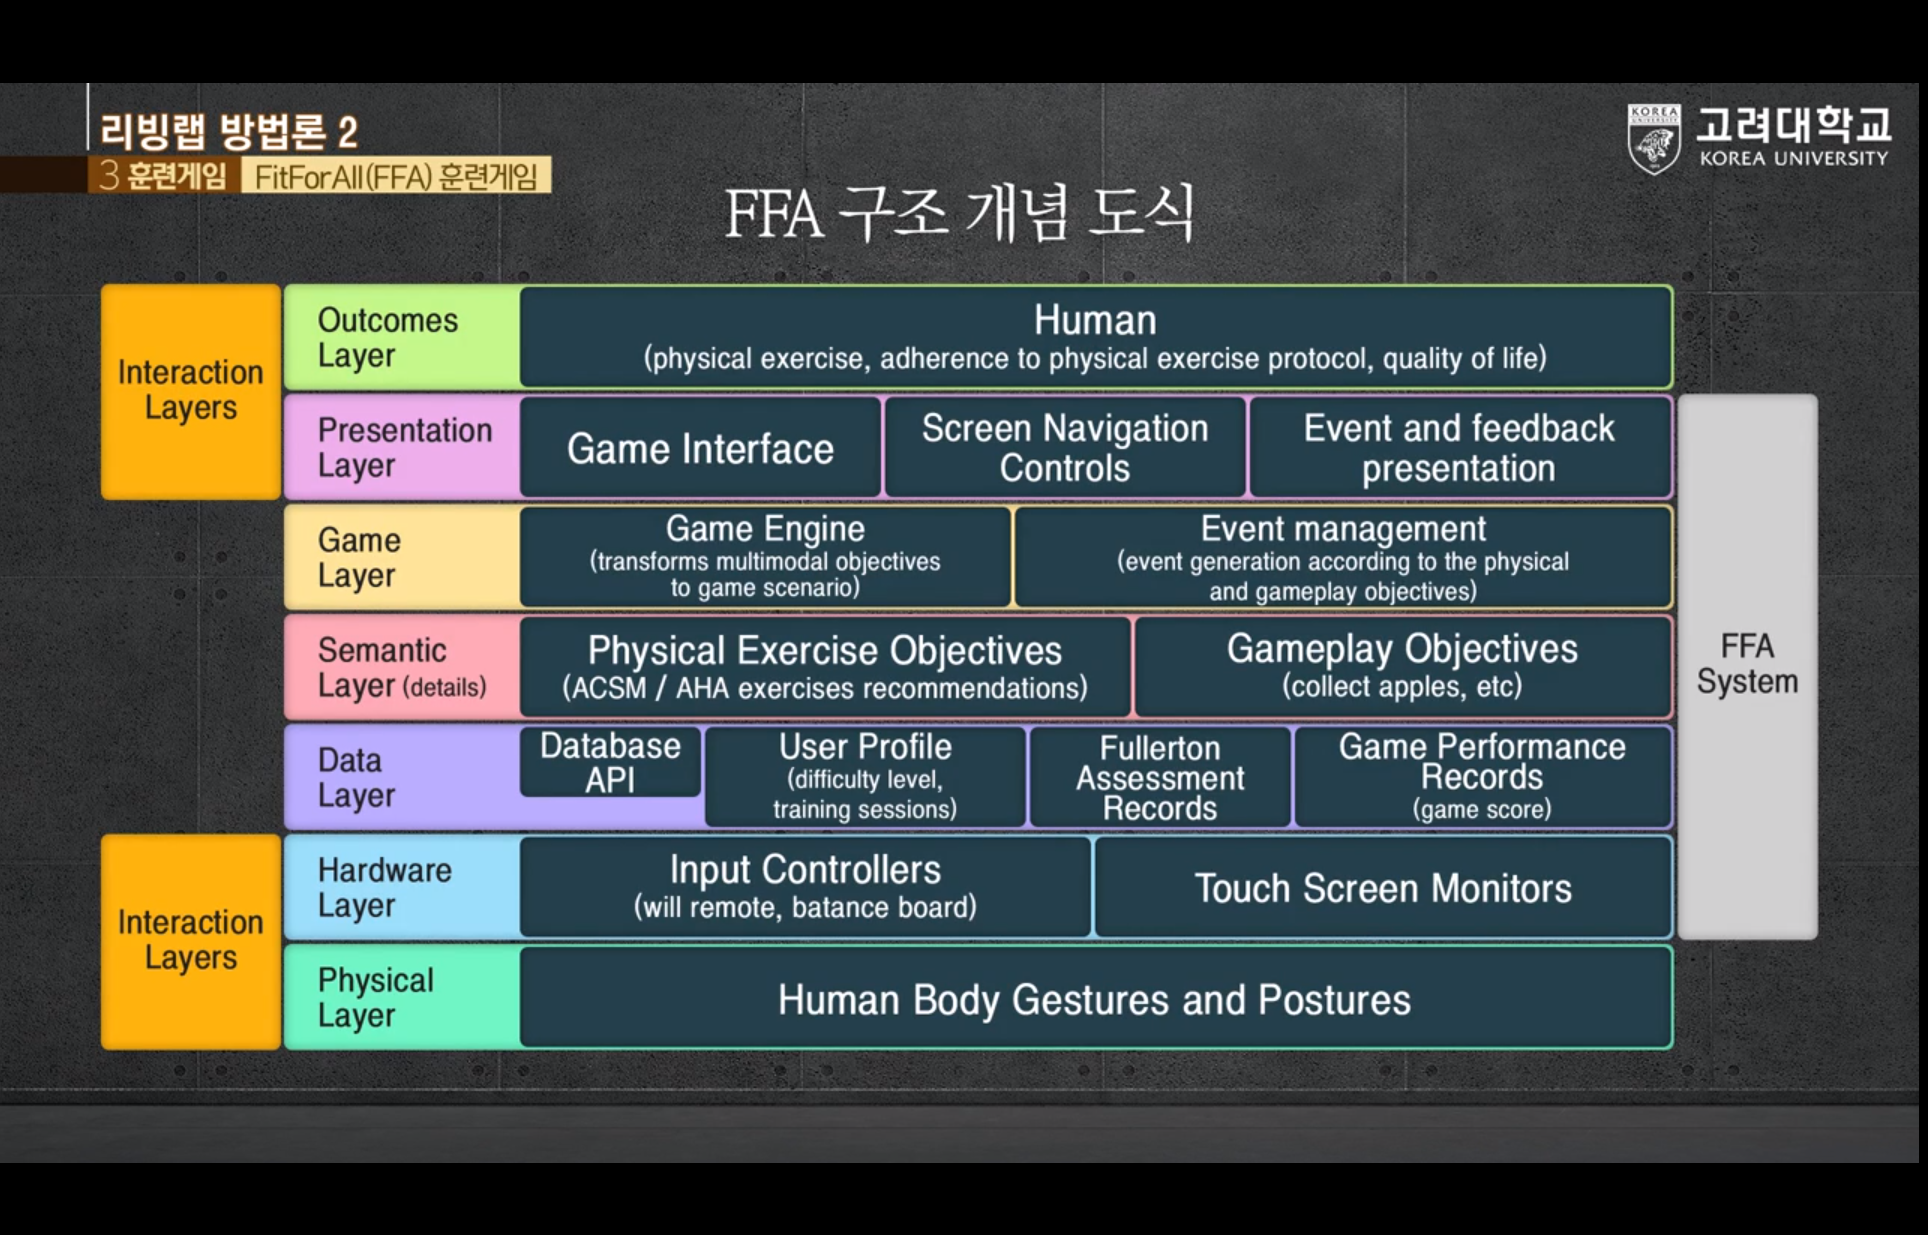 리빙랩 방법론 2
3 훈련게임 FitForAll(FFA) 훈련게임
KOREA
UNIVERSITY
고려대학교
KOREA UNIVERSITY
FFA 구조 개념 도식
Interaction
Layers
Outcomes
Layer
Human
(physical exercise, adherence to physical exercise protocol, quality of life)
Presentation
Layer
Game Interface
Screen Navigation
Controls
Event and feedback
presentation
Game
Layer
Game Engine
(transforms multimodal objectives
to game scenario)
Event management
(event generation according to the physical
and gameplay objectives)
Semantic
Layer (details)
Physical Exercise Objectives
(ACSM / AHA exercises recommendations)
Gameplay Objectives
(collect apples, etc)
Data
Layer
Database
API
User Profile
(difficulty level,
training sessions)
Fullerton
Assessment
Records
Game Performance
Records
(game score)
Interaction
Layers
Hardware
Layer
Input Controllers
(will remote, batance board)
Touch Screen Monitors
Physical
Layer
Human Body Gestures and Postures
FFA
System